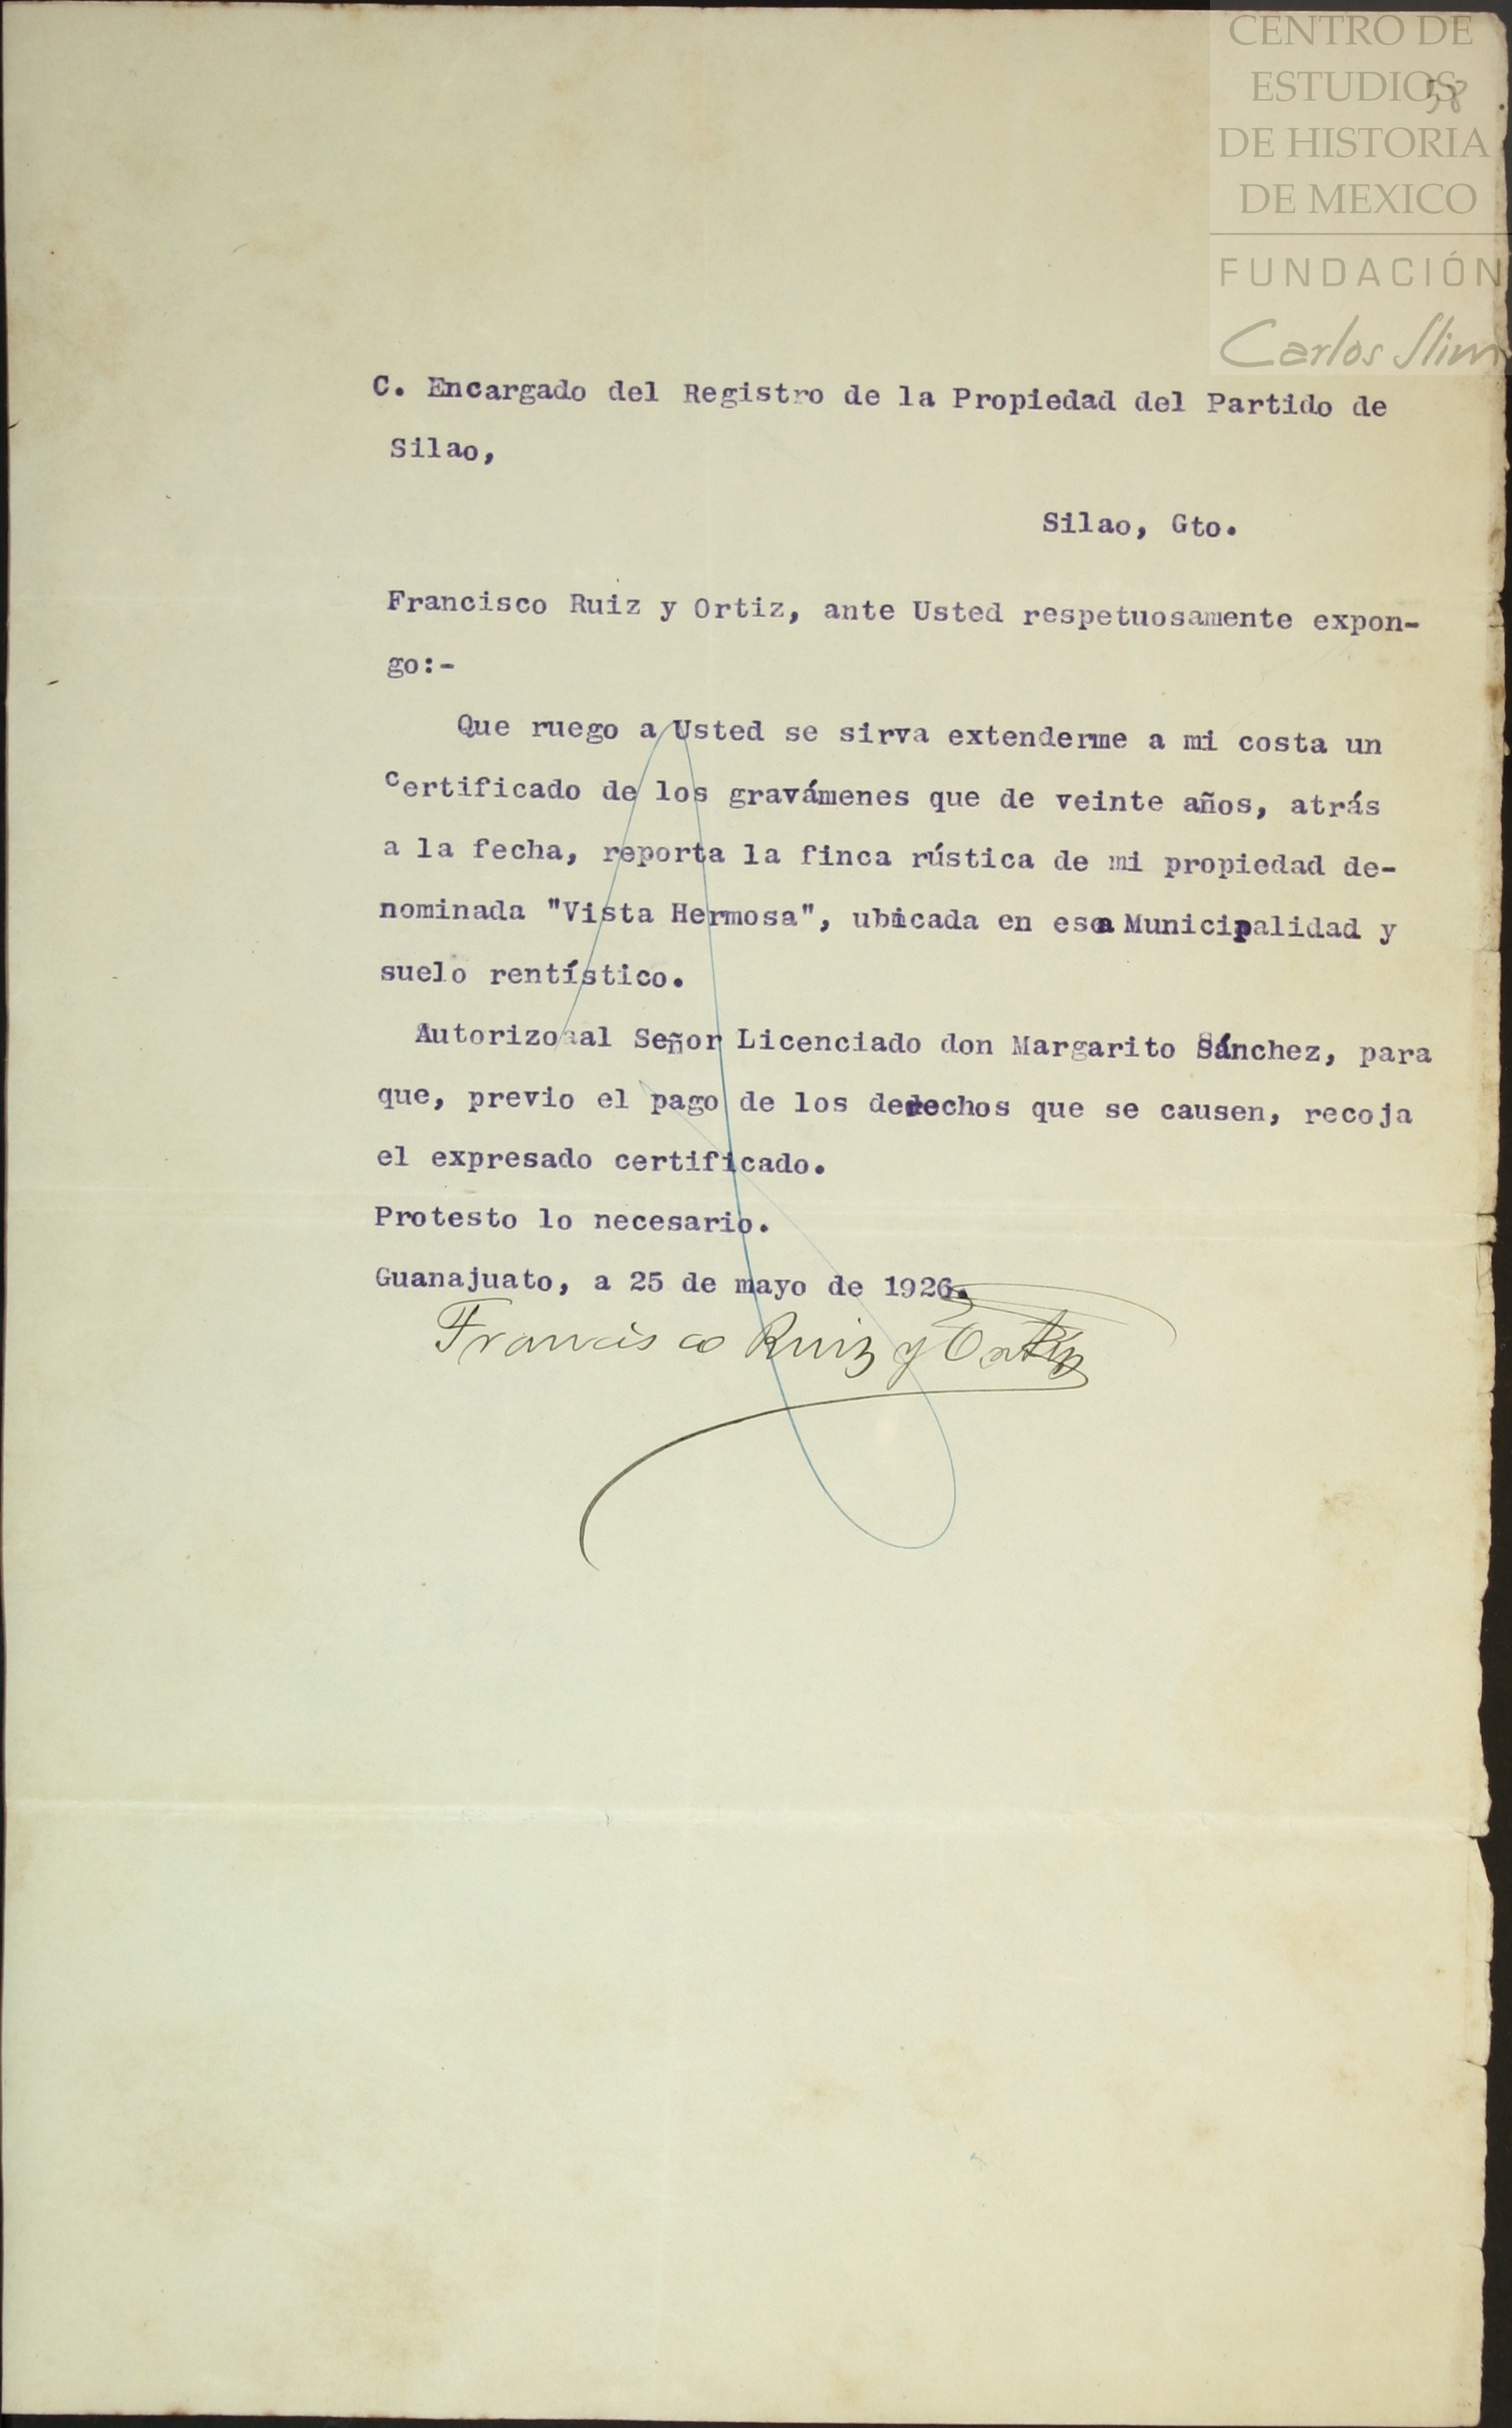 CENTRO DE
ESTUDIOS
58
DE HISTORIA
DE MEXICO
FUNDACIÓN
Carlos Slim
C. Encargado del Registro de la Propiedad del Partido de
Silao,
Silao, Gto.
Francisco Ruiz y Ortiz, ante Usted respetuosamente expon-
go:-
Que ruego a Usted se sirva extenderme a mi costa un
certificado de los gravámenes que de veinte años, atrás
a la fecha, reporta la finca rústica de mi propiedad de-
nominada "Vista Hermosa", ubicada en esa Municipalidad y
suelo rentístico.
Autorizo al Señor Licenciado don Margarito Sánchez, para
que, previo el pago de los derechos que se causen, recoja
el expresado certificado.
Protesto lo necesario.
Guanajuato, a 25 de mayo de 1926.
Francisco Ruiz y Ortiz